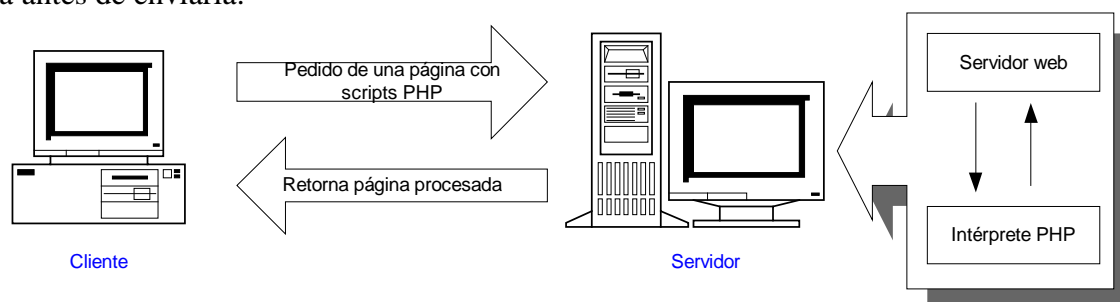 a antes de enviarla.
Pedido de una página con
scripts PHP
Servidor web
Retorna página procesada
Intérprete PHP
Cliente
Servidor